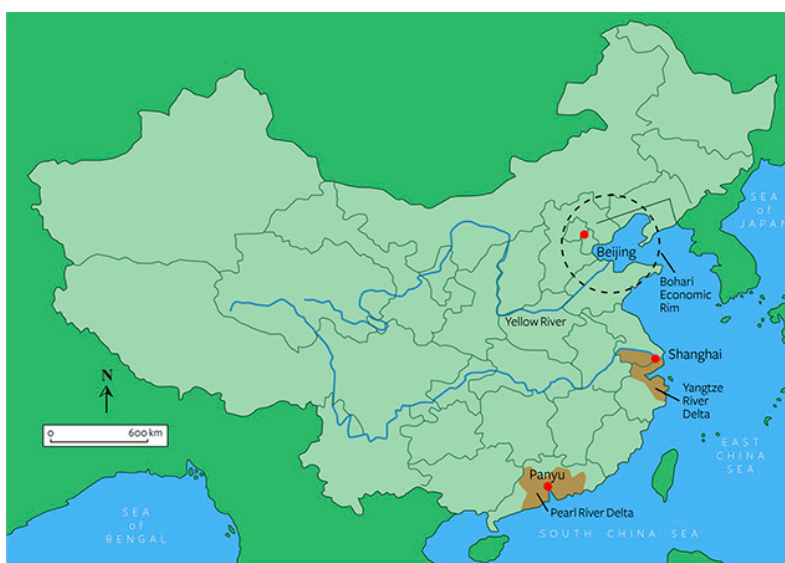 SEA
of
JAPAN
Beijing
Bohari
Economic
Rim
Yellow River
Shanghai
Yangtze
River
Delta
N
0 600 km
EAST
CHINA
SEA
Panyu
Pearl River Delta
SEA
of
BENGAL
SOUTH CHINA SEA